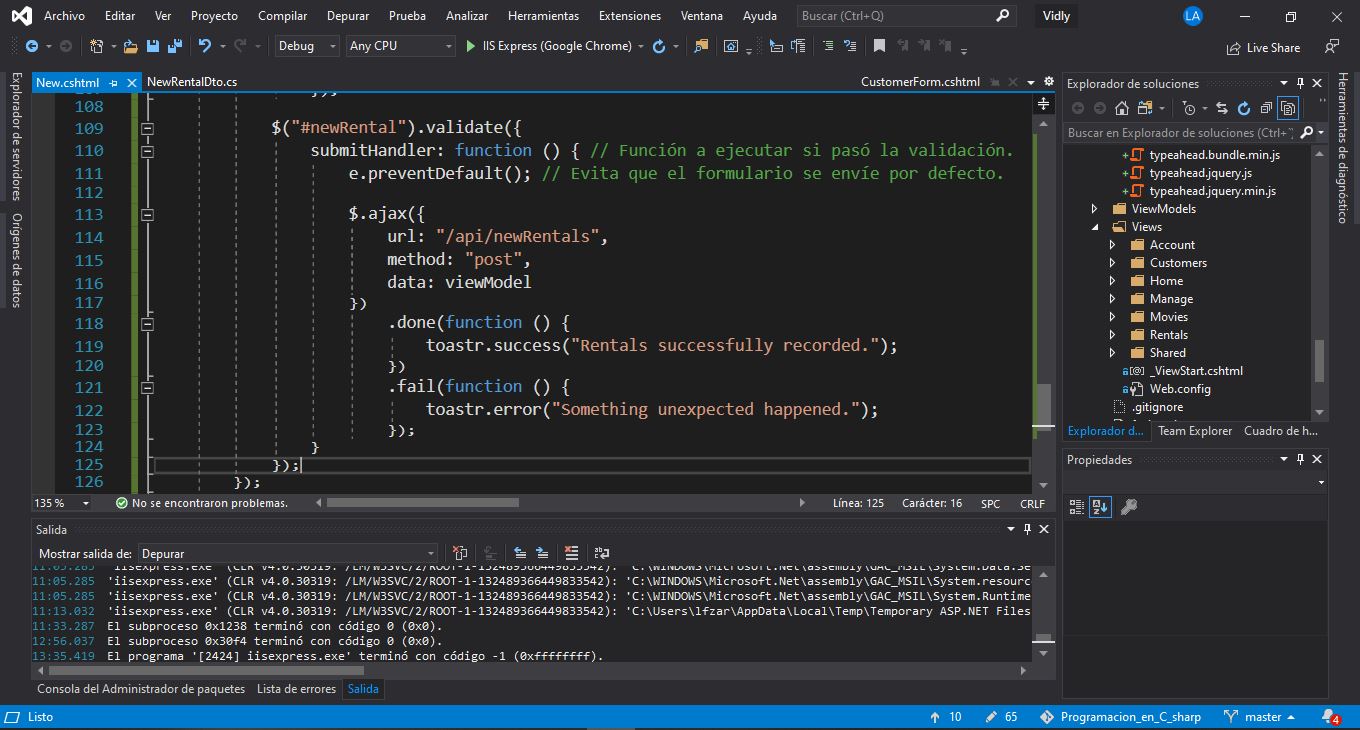 Archivo Editar Ver Proyecto Compilar Depurar Prueba Analizar Herramientas Extensiones Ventana Ayuda Buscar (Ctrl+Q) Vidly LA
Debug Any CPU IIS Express (Google Chrome) Live Share
Explorador de servidores
Orígenes de datos
New.cshtml NewRentalDto.cs CustomerForm.cshtml
108
109 $("#newRental").validate({
110 submitHandler: function () { // Función a ejecutar si pasó la validación.
111 e.preventDefault(); // Evita que el formulario se envíe por defecto.
112
113 $.ajax({
114 url: "/api/newRentals",
115 method: "post",
116 data: viewModel
117 })
118 .done(function () {
119 toastr.success("Rentals successfully recorded.");
120 })
121 .fail(function () {
122 toastr.error("Something unexpected happened.");
123 });
124 }
125 });
126 });
135 % No se encontraron problemas. Línea: 125 Carácter: 16 SPC CRLF
Salida
Mostrar salida de: Depurar
11:05.285 'iisexpress.exe' (CLR v4.0.30319: /LM/W3SVC/2/ROOT-1-132489366449833542): 'C:\WINDOWS\Microsoft.Net\assembly\GAC_MSIL\System.Data.Se
11:05.285 'iisexpress.exe' (CLR v4.0.30319: /LM/W3SVC/2/ROOT-1-132489366449833542): 'C:\WINDOWS\Microsoft.Net\assembly\GAC_MSIL\System.resourc
11:05.285 'iisexpress.exe' (CLR v4.0.30319: /LM/W3SVC/2/ROOT-1-132489366449833542): 'C:\WINDOWS\Microsoft.Net\assembly\GAC_MSIL\System.Runtime
11:13.032 'iisexpress.exe' (CLR v4.0.30319: /LM/W3SVC/2/ROOT-1-132489366449833542): 'C:\Users\lfzar\AppData\Local\Temp\Temporary ASP.NET Files
11:33.287 El subproceso 0x1238 terminó con código 0 (0x0).
12:56.037 El subproceso 0x30f4 terminó con código 0 (0x0).
13:35.419 El programa '[2424] iisexpress.exe' terminó con código -1 (0xffffffff).
Consola del Administrador de paquetes Lista de errores Salida
Explorador de soluciones
Buscar en Explorador de soluciones (Ctrl+
typeahead.bundle.min.js
typeahead.jquery.js
typeahead.jquery.min.js
ViewModels
Views
Account
Customers
Home
Manage
Movies
Rentals
Shared
_ViewStart.cshtml
Web.config
.gitignore
Explorador d... Team Explorer Cuadro de h...
Propiedades
Herramientas de diagnóstico
Listo 10 65 Programacion_en_C_sharp master 4